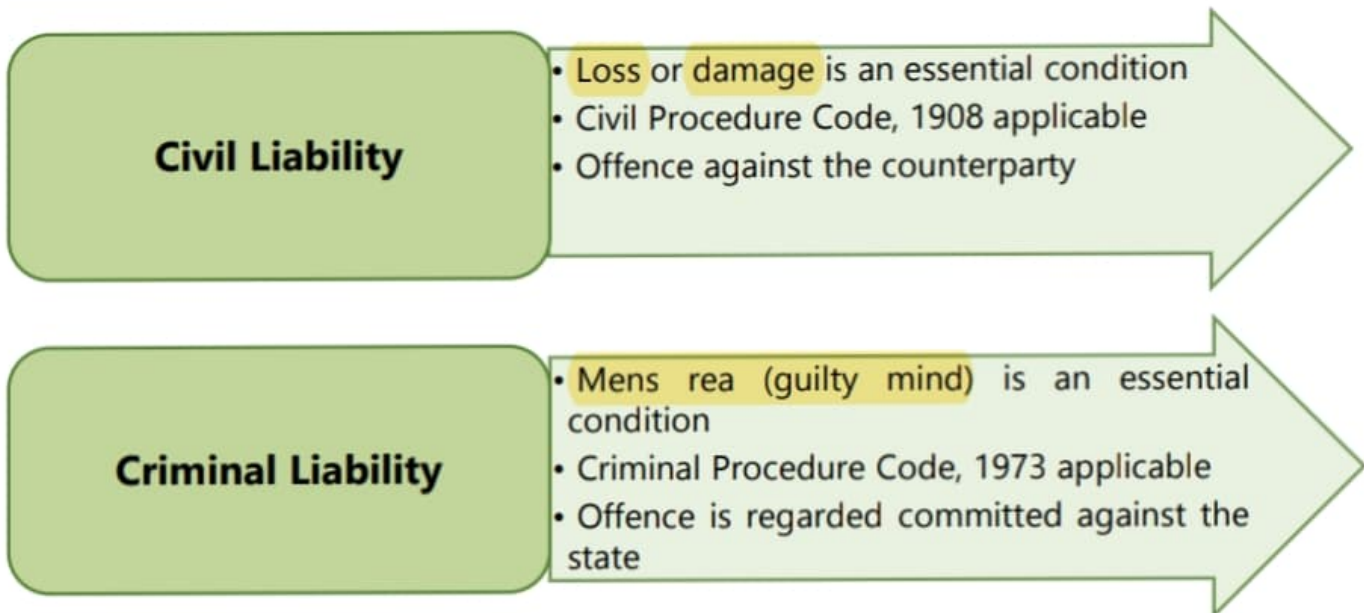 Civil Liability
• Loss or damage is an essential condition
• Civil Procedure Code, 1908 applicable
• Offence against the counterparty
Criminal Liability
• Mens rea (guilty mind) is an essential
condition
• Criminal Procedure Code, 1973 applicable
• Offence is regarded committed against the
state